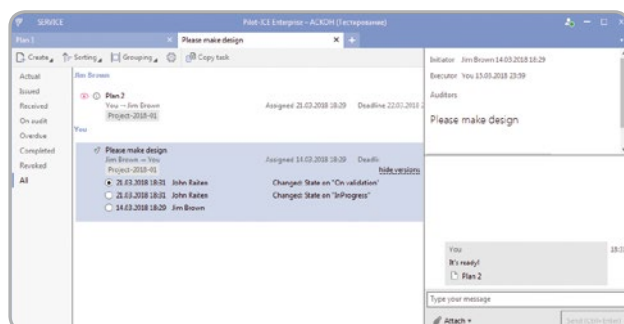 SERVICE
Pilot-ICE Enterprise - АСКОН (Тестирование)
Plan 3
Please make design
Create
Sorting
Grouping
Copy task
Actual
Issued
Received
On audit
Overdue
Completed
Revoked
All
Jim Brown
Plan 2
You → Jim Brown
Assigned 21.03.2018 18:29 Deadline 22.03.2018 2
Project-2018-01
You
Please make design
Jim Brown → You
Assigned 14.03.2018 18:29 Deadlin
Project-2018-01
hide versions
21.03.2018 18:31 John Raiten Changed: State on "On validation"
21.03.2018 18:31 John Raiten Changed: State on "InProgress"
14.03.2018 18:29 Jim Brown
Initiator Jim Brown 14.03.2018 18:29
Executor You 15.03.2018 23:59
Auditors
Please make design
You
It's ready!
Plan 2
Type your message
Attach
Send (Ctrl+Enter)